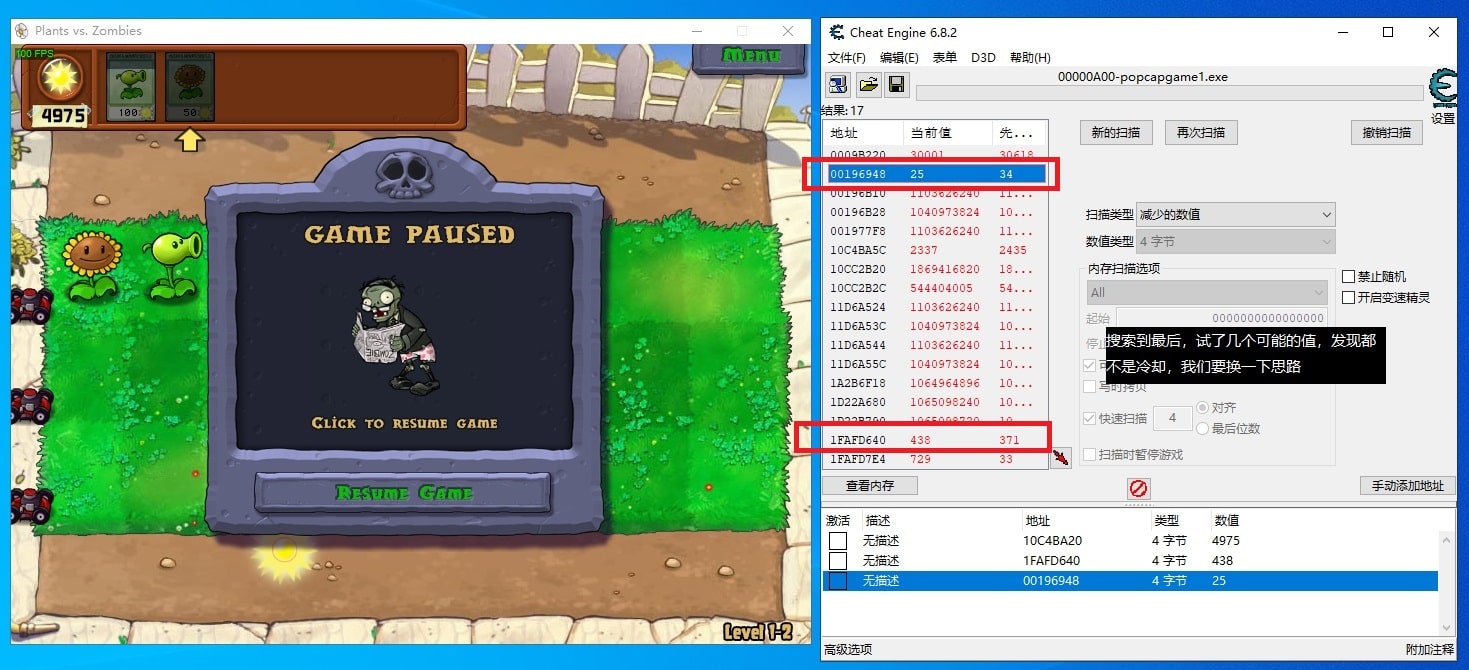 Plants vs. Zombies
100 FPS
4975
100
50
Menu
GAME PAUSED
ZOMBIE
CLICK TO RESUME GAME
RESUME GAME
Level 1-2
Cheat Engine 6.8.2
文件(F) 编辑(E) 表单 D3D 帮助(H)
00000A00-popcapgame1.exe
设置
结果: 17
地址 当前值 先...
0009B220 30001 30618
00196948 25 34
00196B10 1103626240 11...
00196B28 1040973824 10...
001977F8 1103626240 11...
10C4BA5C 2337 2435
10CC2B20 1869416820 18...
10CC2B2C 544404005 54...
11D6A524 1103626240 11...
11D6A53C 1040973824 10...
11D6A544 1103626240 11...
11D6A55C 1040973824 10...
1A2B6F18 1064964896 10...
1D22A680 1065098240 10...
1FAFD640 438 371
1FAFD7E4 729 33
新的扫描 再次扫描 撤销扫描
扫描类型 减少的数值
数值类型 4 字节
内存扫描选项
All
起始 0000000000000000
停止
禁止随机
开启变速精灵
搜索到最后，试了几个可能的值，发现都
不是冷却，我们要换一下思路
写时拷贝
快速扫描 4 对齐
最后位数
扫描时暂停游戏
查看内存 手动添加地址
激活 描述 地址 类型 数值
无描述 10C4BA20 4 字节 4975
无描述 1FAFD640 4 字节 438
无描述 00196948 4 字节 25
高级选项 附加注释